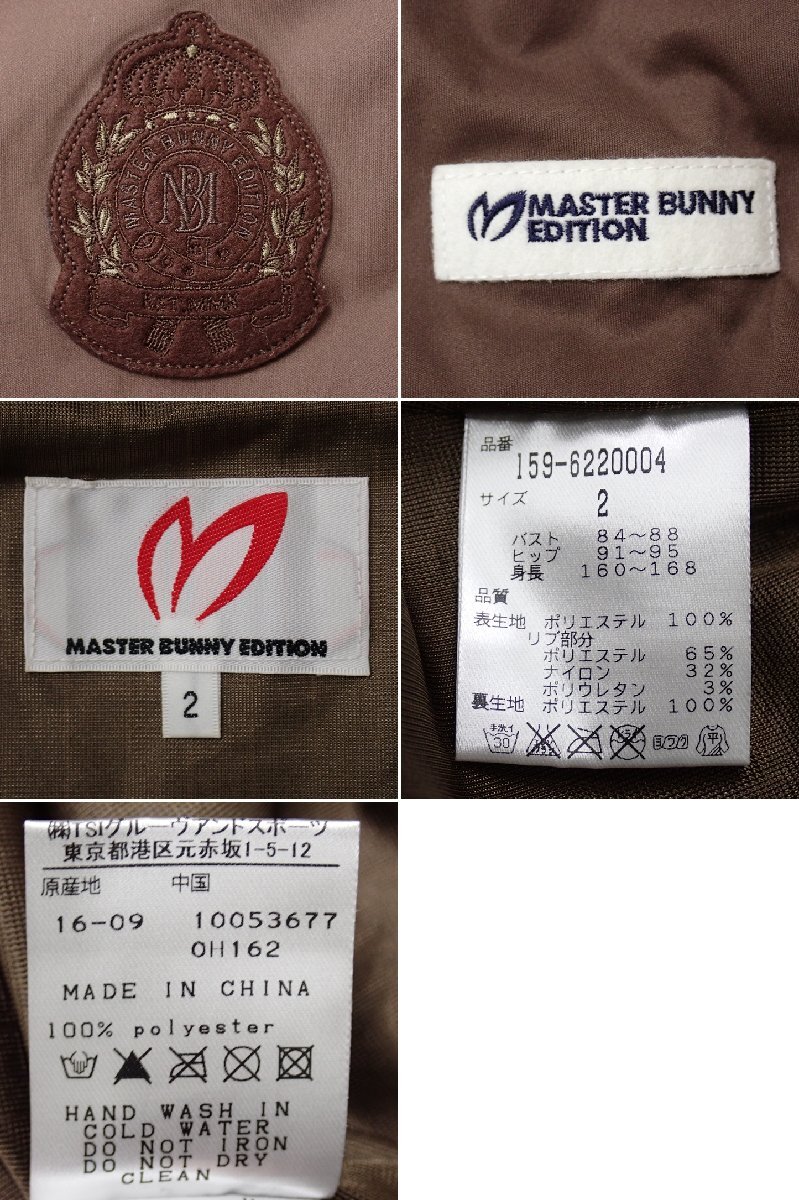 MASTER BUNNY EDITION
MASTER BUNNY
EDITION
MASTER BUNNY EDITION
2
品番
159-6220004
サイズ 2
バスト 84〜88
ヒップ 91〜95
身長 160〜168
品質
表生地 ポリエステル 100%
リブ部分
ポリエステル 65%
ナイロン 32%
ポリウレタン 3%
裏生地 ポリエステル 100%
手洗イ
30
平
㈱TSIグルーヴアンドスポーツ
東京都港区元赤坂1-5-12
原産地 中国
16-09 10053677
0H162
MADE IN CHINA
100% polyester
HAND WASH IN
COLD WATER
DO NOT IRON
DO NOT DRY
CLEAN